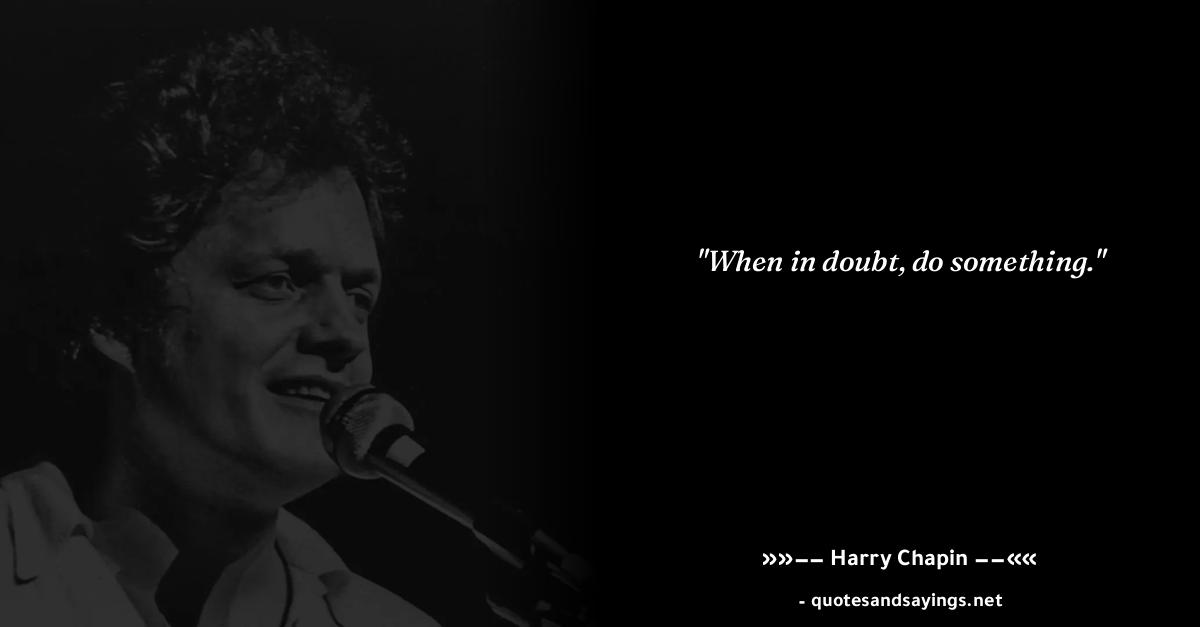 "When in doubt, do something."
»»–– Harry Chapin ––««
- quotesandsayings.net